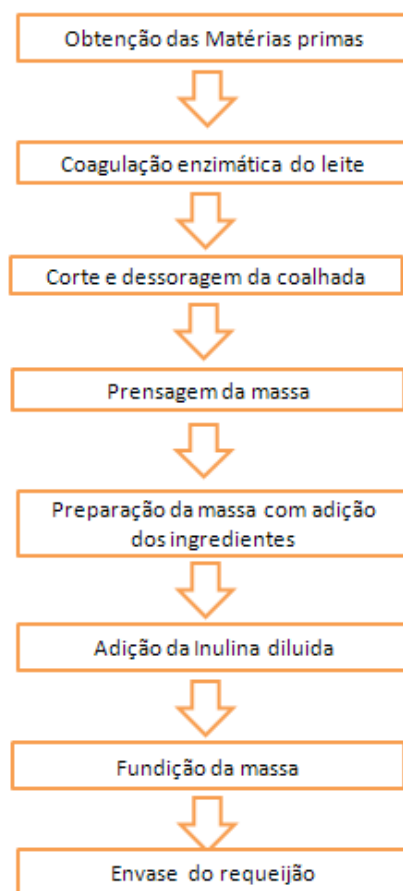 Obtenção das Matérias primas
Coagulação enzimática do leite
Corte e dessoragem da coalhada
Prensagem da massa
Preparação da massa com adição
dos ingredientes
Adição da Inulina diluida
Fundição da massa
Envase do requeijão